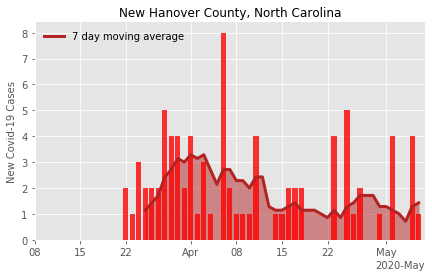 New Hanover County, North Carolina
7 day moving average
New Covid-19 Cases
8
7
6
5
4
3
2
1
0
08 15 22 Apr 08 15 22 May
2020-May